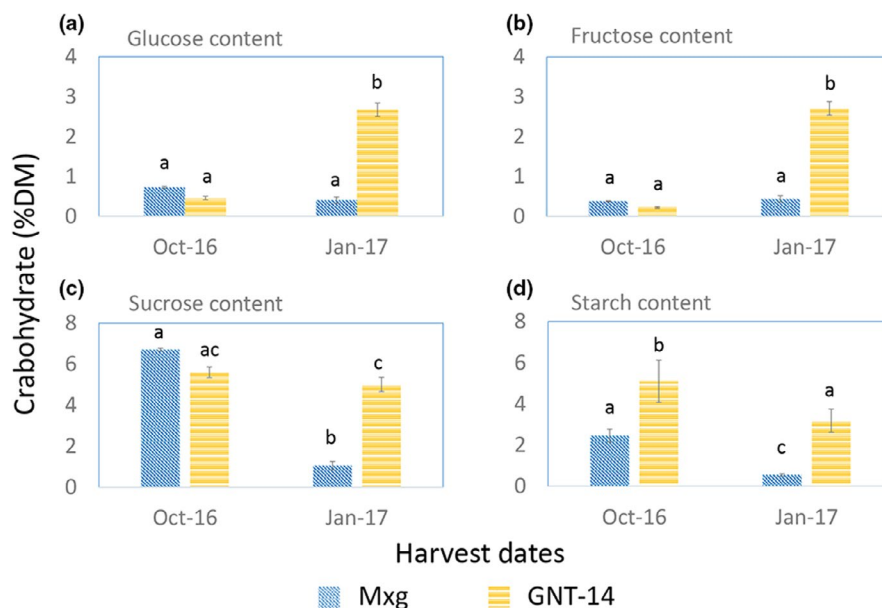 (a) Glucose content
4
3
2
1
0
a a a b
Oct-16 Jan-17
(b) Fructose content
4
3
2
1
0
a a a b
Oct-16 Jan-17
(c) Sucrose content
8
6
4
2
0
a ac b c
Oct-16 Jan-17
(d) Starch content
8
6
4
2
0
a b c a
Oct-16 Jan-17
Crabohydrate (%DM)
Harvest dates
Mxg GNT-14